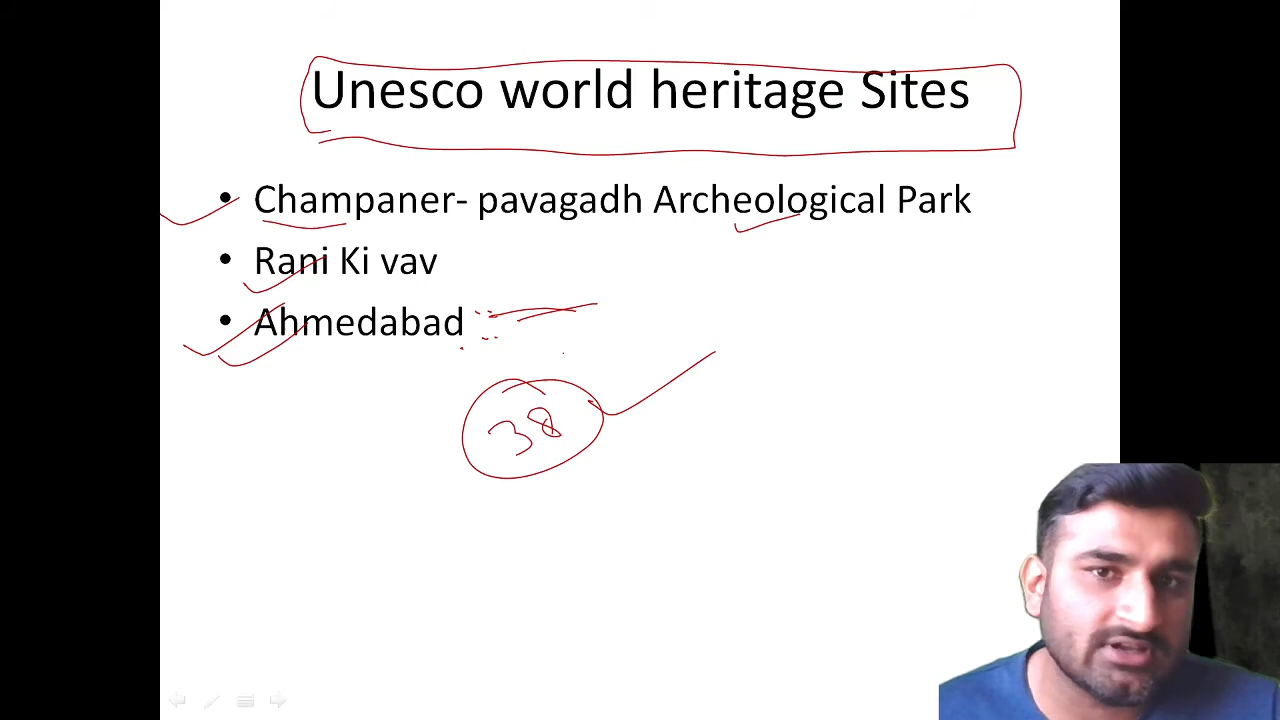 Unesco world heritage Sites
• Champaner- pavagadh Archeological Park
• Rani Ki vav
• Ahmedabad
38